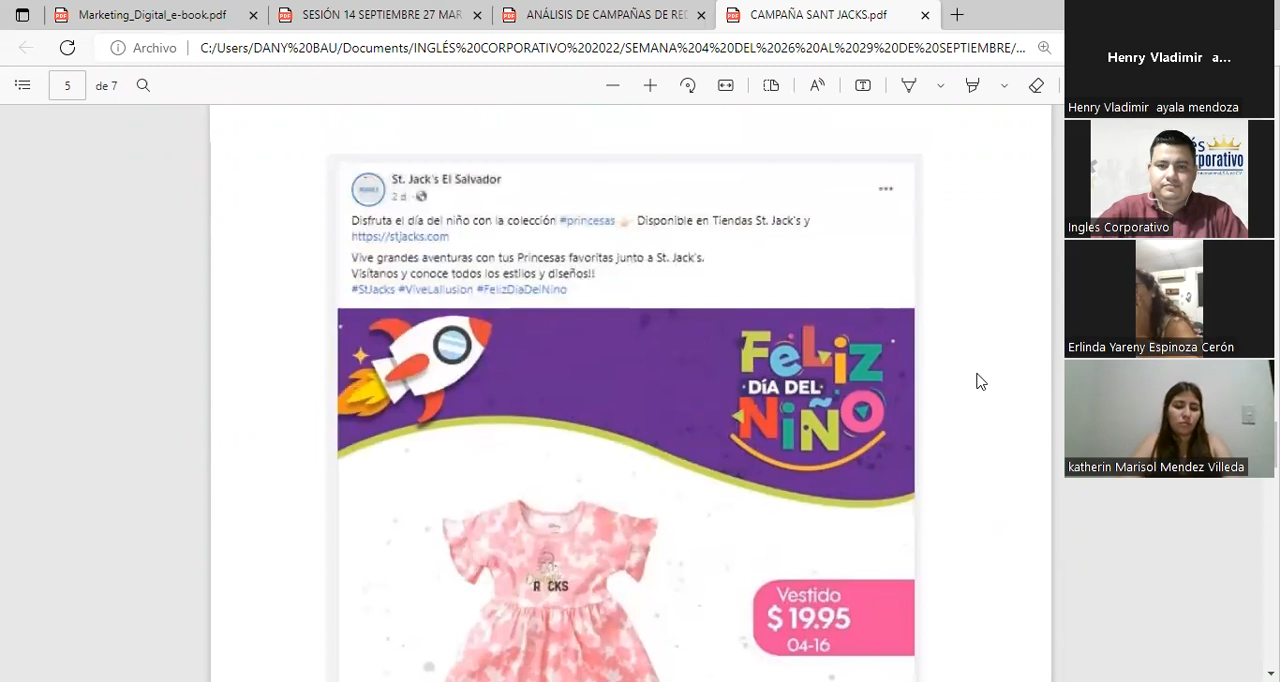 Marketing_Digital_e-book.pdf
SESIÓN 14 SEPTIEMBRE 27 MAR
ANÁLISIS DE CAMPAÑAS DE REI
CAMPAÑA SANT JACKS.pdf
Archivo
C:/Users/DANY%20BAU/Documents/INGLÉS%20CORPORATIVO%202022/SEMANA%204%20DEL%2026%20AL%2029%20DE%20SEPTIEMBRE/...
5
de 7
St. Jack's El Salvador
2 d
Disfruta el día del niño con la colección #princesas Disponible en Tiendas St. Jack's y
https://stjacks.com
Vive grandes aventuras con tus Princesas favoritas junto a St. Jack's.
Visítanos y conoce todos los estilos y diseños!!
#StJacks #ViveLaIlusion #FelizDiaDelNino
FELIZ
·DÍA DEL·
NIÑO
R CKS
Vestido
$ 19.95
04-16
Henry Vladimir a...
Henry Vladimir ayala mendoza
és
rporativo
Inglés Corporativo
Erlinda Yareny Espinoza Cerón
katherin Marisol Mendez Villeda